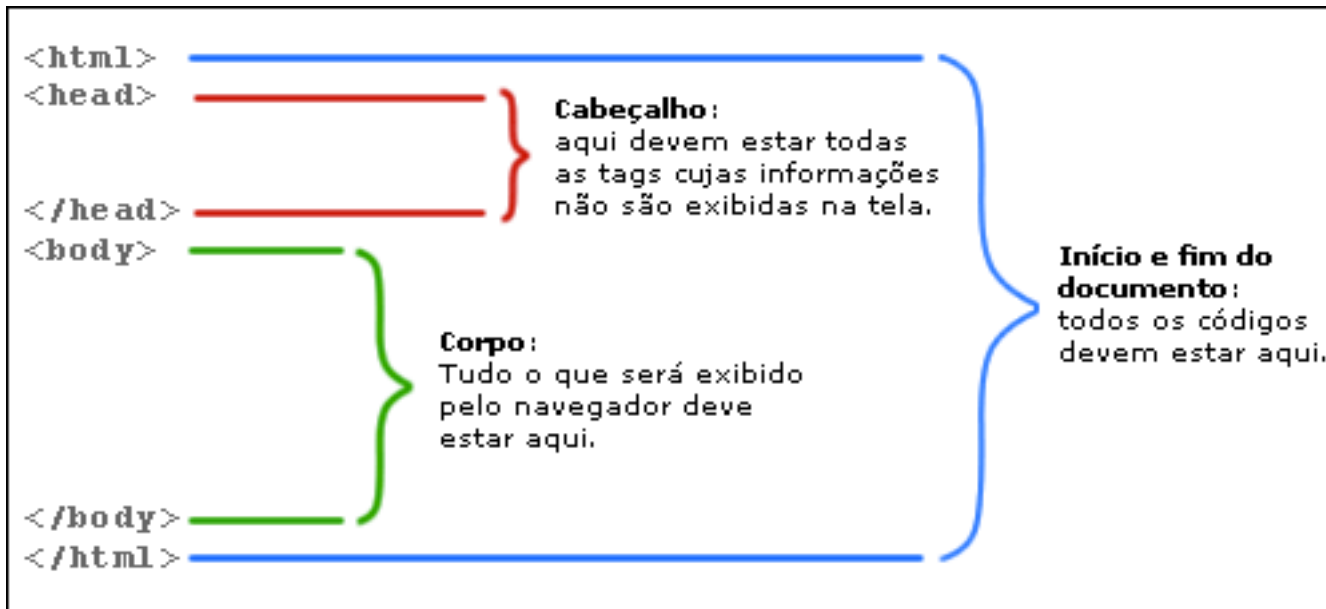 <html>
<head>
Cabeçalho:
aqui devem estar todas
as tags cujas informações
não são exibidas na tela.
</head>
<body>
Início e fim do
documento:
todos os códigos
devem estar aqui.
Corpo:
Tudo o que será exibido
pelo navegador deve
estar aqui.
</body>
</html>